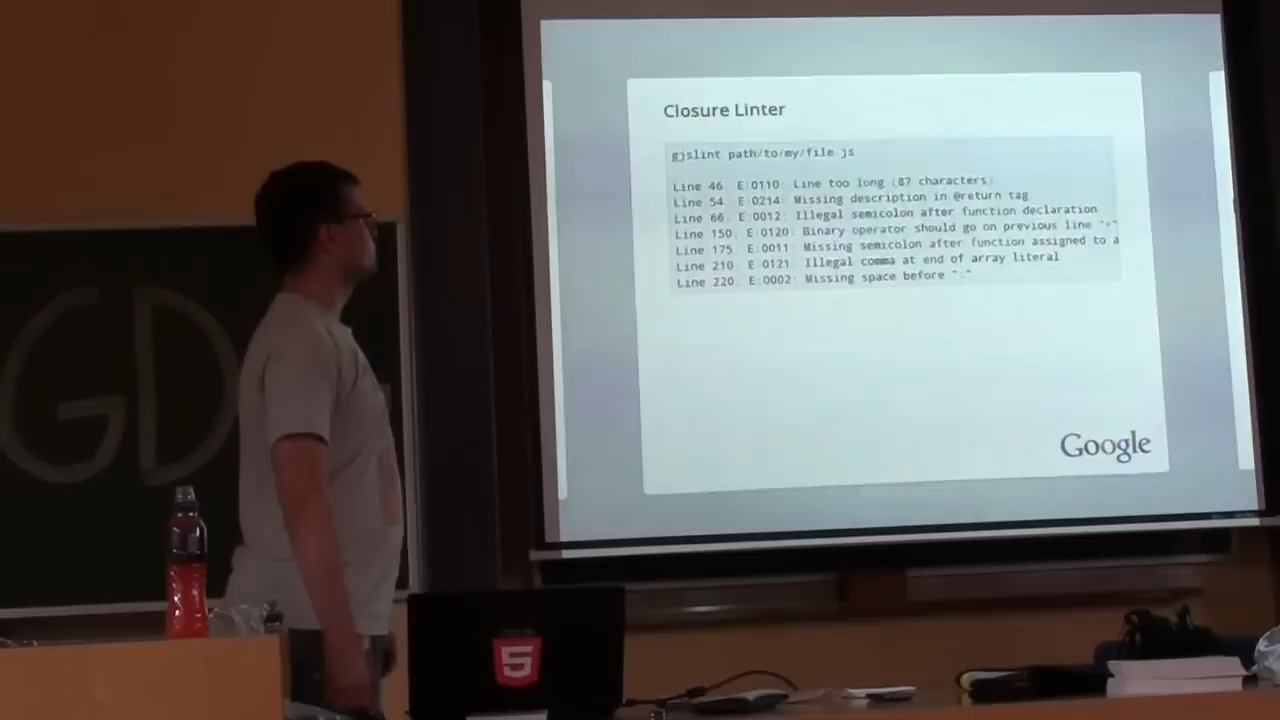 GD
Closure Linter
gjslint path/to/my/file.js
Line 46, E:0110: Line too long (87 characters).
Line 54, E:0214: Missing description in @return tag
Line 66, E:0012: Illegal semicolon after function declaration
Line 150, E:0120: Binary operator should go on previous line
Line 175, E:0011: Missing semicolon after function assigned to a
Line 210, E:0121: Illegal comma at end of array literal
Line 220, E:0002: Missing space before ":"
Google
5